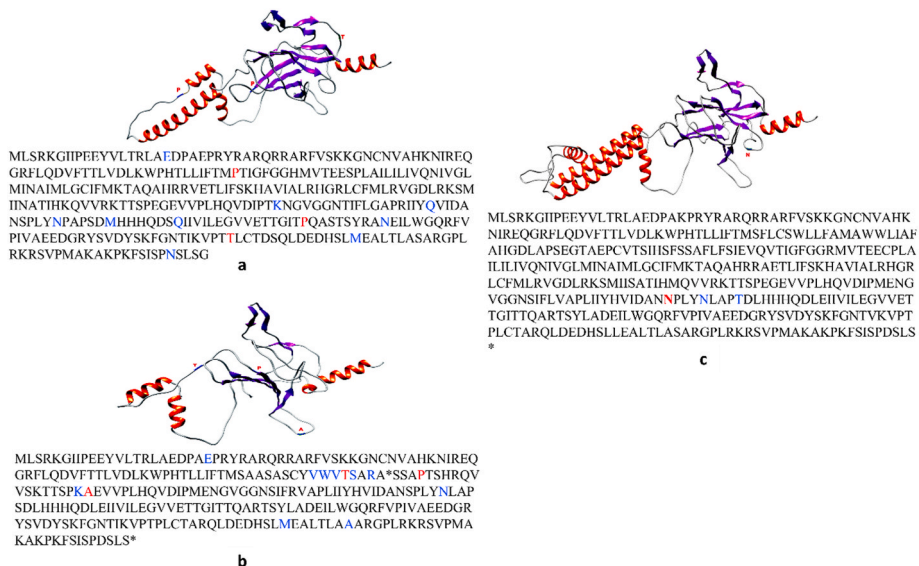 P
P
T
MLSRKGIIPEEYVLTRLAEDPAEPRYRARQRRARFVSKKGNCNVAHKNIREQ
GRFLQDVFTTLVDLKWPHTLLIFTMPTIGFGGHMVTEESPLAILILIVQNIVGL
MINAIMLGCIFMKTAQAHRRVETLIFSKHAVIALRHGRLCFMLRVGDLRKSM
IINATIHKQVVRKTTSPEGEVVPLHQVDIPTKNGVGGNTIFLGAPRIIYQVIDA
NSPLYNPAPSDMHHHQDSQIIVILEGVVETTGITPQASTSYRANEILWGQRFV
PIVAEEDGRYSVDYSKFGNTIKVPTTLCTDSQLDEDHSLMEALTLASARGPL
RKRSVPMAKAKPKFSISPNSLSG
a
T
P
A
MLSRKGIIPEEYVLTRLAEDPAEPRYRARQRRARFVSKKGNCNVAHKNIREQ
GRFLQDVFTTLVDLKWPHTLLIFTMSAASASCYVWVTSARA*SSAPTSHRQV
VSKTTSPKAEVVPLHQVDIPMENGVGGNSIFRVAPLIIYHVIDANSPLYNLAP
SDLHHHQDLEIIVILEGVVETTGITTQARTSYLADEILWGQRFVPIVAEEDGR
YSVDYSKFGNTIKVPTPLCTARQLDEDHSLMEALTLAAARGPLRKRSVPMA
KAKPKFSISPDSLS*
b
N
MLSRKGIIPEEYVLTRLAEDPAKPRYRARQRRARFVSKKGNCNVAHK
NIREQGRFLQDVFTTLVDLKWPHTLLIFTMSFLCSWLLFAMAWWLIAF
AHGDLAPSEGTAEPCVTSIHSFSSAFLFSIEVQVTIGFGGRMVTEECPLA
ILILIVQNIVGLMINAIMLGCIFMKTAQAHRRAETLIFSKHAVIALRHGR
LCFMLRVGDLRKSMIISATIHMQVVRKTTSPEGEVVPLHQVDIPMENG
VGGNSIFLVAPLIIYHVIDANNPLYNLAPTDLHHHQDLEIIVILEGVVET
TGITTQARTSYLADEILWGQRFVPIVAEEDGRYSVDYSKFGNTVKVPT
PLCTARQLDEDHSLLEALTLASARGPLRKRSVPMAKAKPKFSISPDSLS
*
c